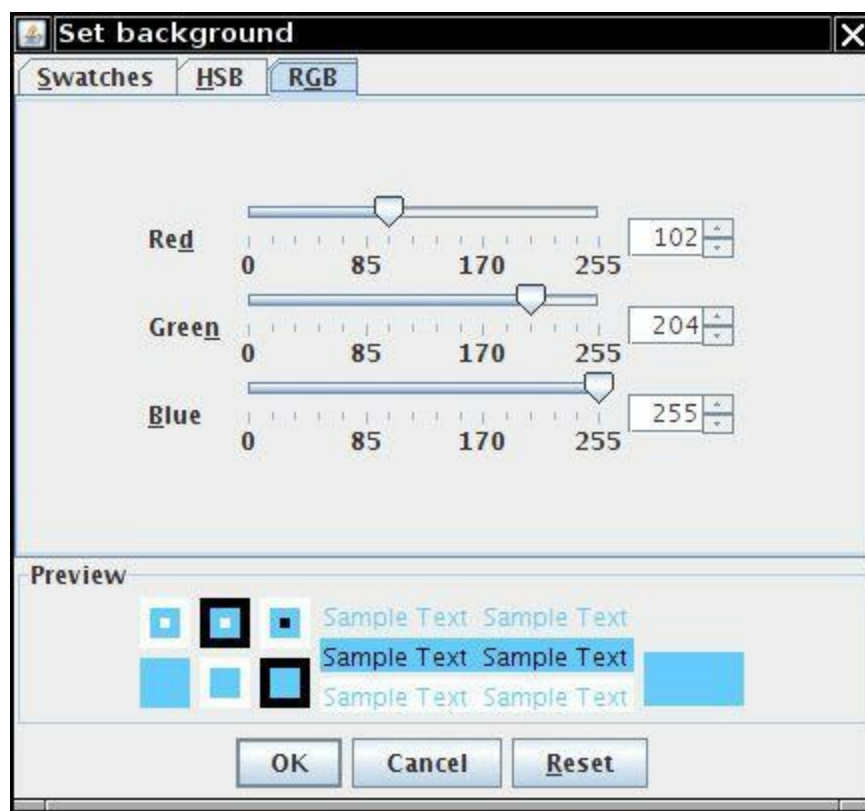 Set background
Swatches HSB RGB
Red 102
0 85 170 255
Green 204
0 85 170 255
Blue 255
0 85 170 255
Preview
Sample Text Sample Text
Sample Text Sample Text
Sample Text Sample Text
OK Cancel Reset